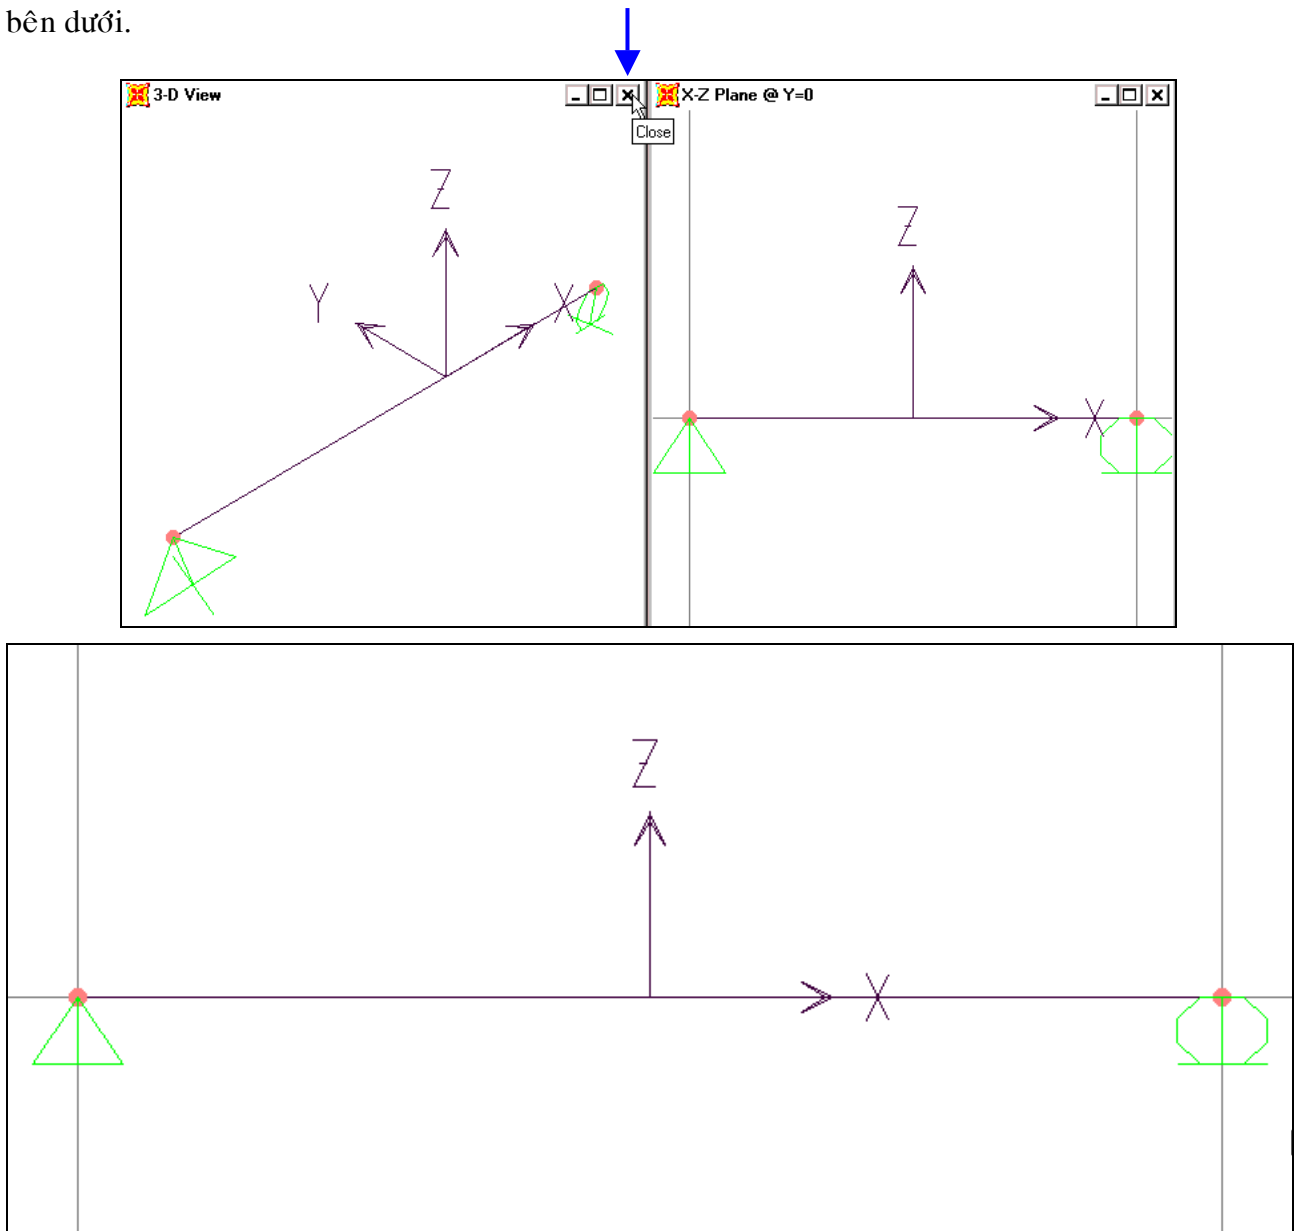 bên dưới.
3-D View
X-Z Plane @ Y=0
Close
Z
Y
X
Z
X
Z
X